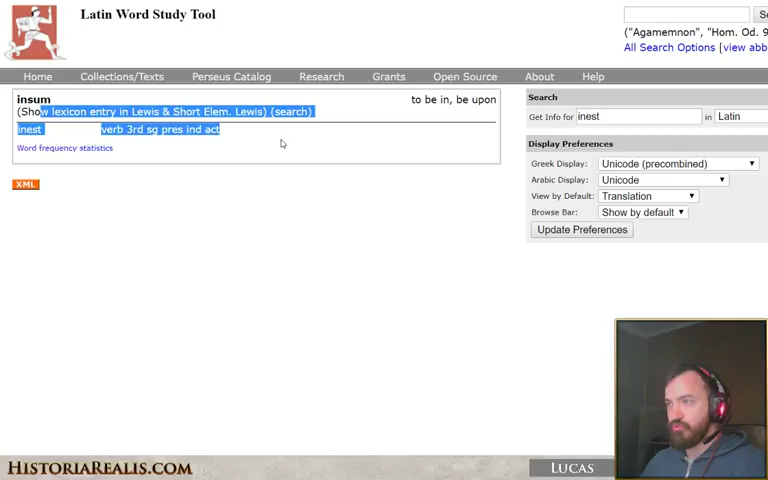 Latin Word Study Tool
("Agamemnon", "Hom. Od. 9
All Search Options [view abb
Home Collections/Texts Perseus Catalog Research Grants Open Source About Help
insum to be in, be upon
(Show lexicon entry in Lewis & Short Elem. Lewis) (search)
inest verb 3rd sg pres ind act
Word frequency statistics
XML
Search
Get Info for inest in Latin
Display Preferences
Greek Display: Unicode (precombined)
Arabic Display: Unicode
View by Default: Translation
Browse Bar: Show by default
Update Preferences
HISTORIAREALIS.COM
LUCAS